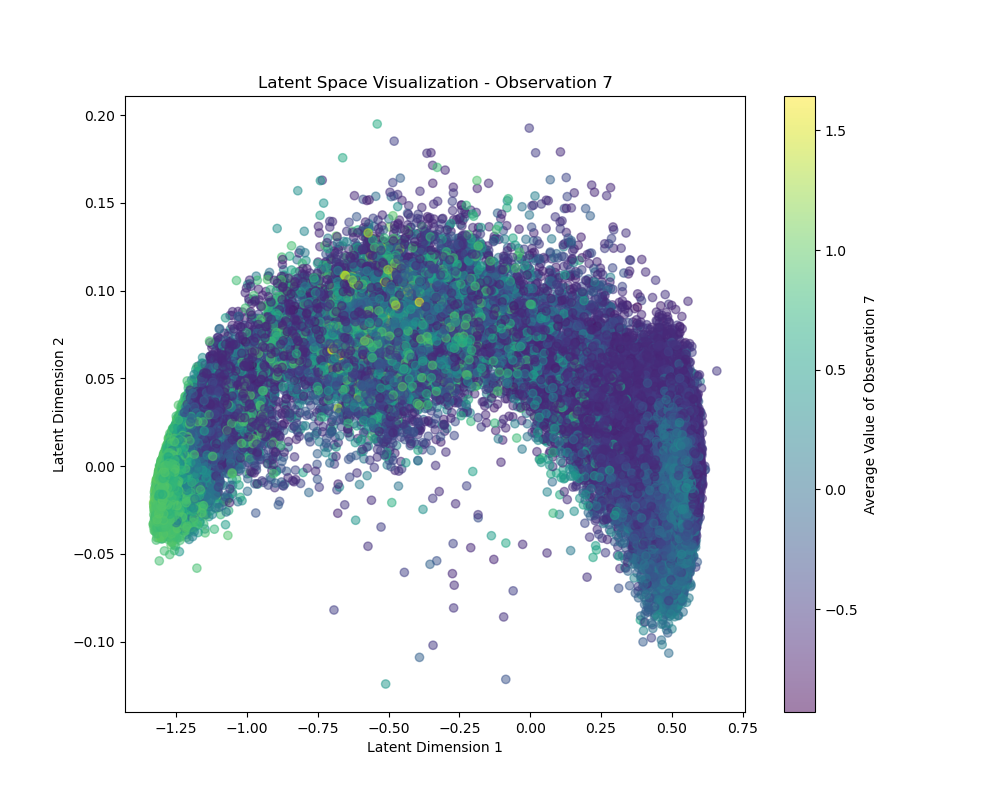 Latent Space Visualization - Observation 7
0.20
0.15
0.10
0.05
0.00
−0.05
−0.10
Latent Dimension 2
−1.25 −1.00 −0.75 −0.50 −0.25 0.00 0.25 0.50 0.75
Latent Dimension 1
1.5
1.0
0.5
0.0
−0.5
Average Value of Observation 7